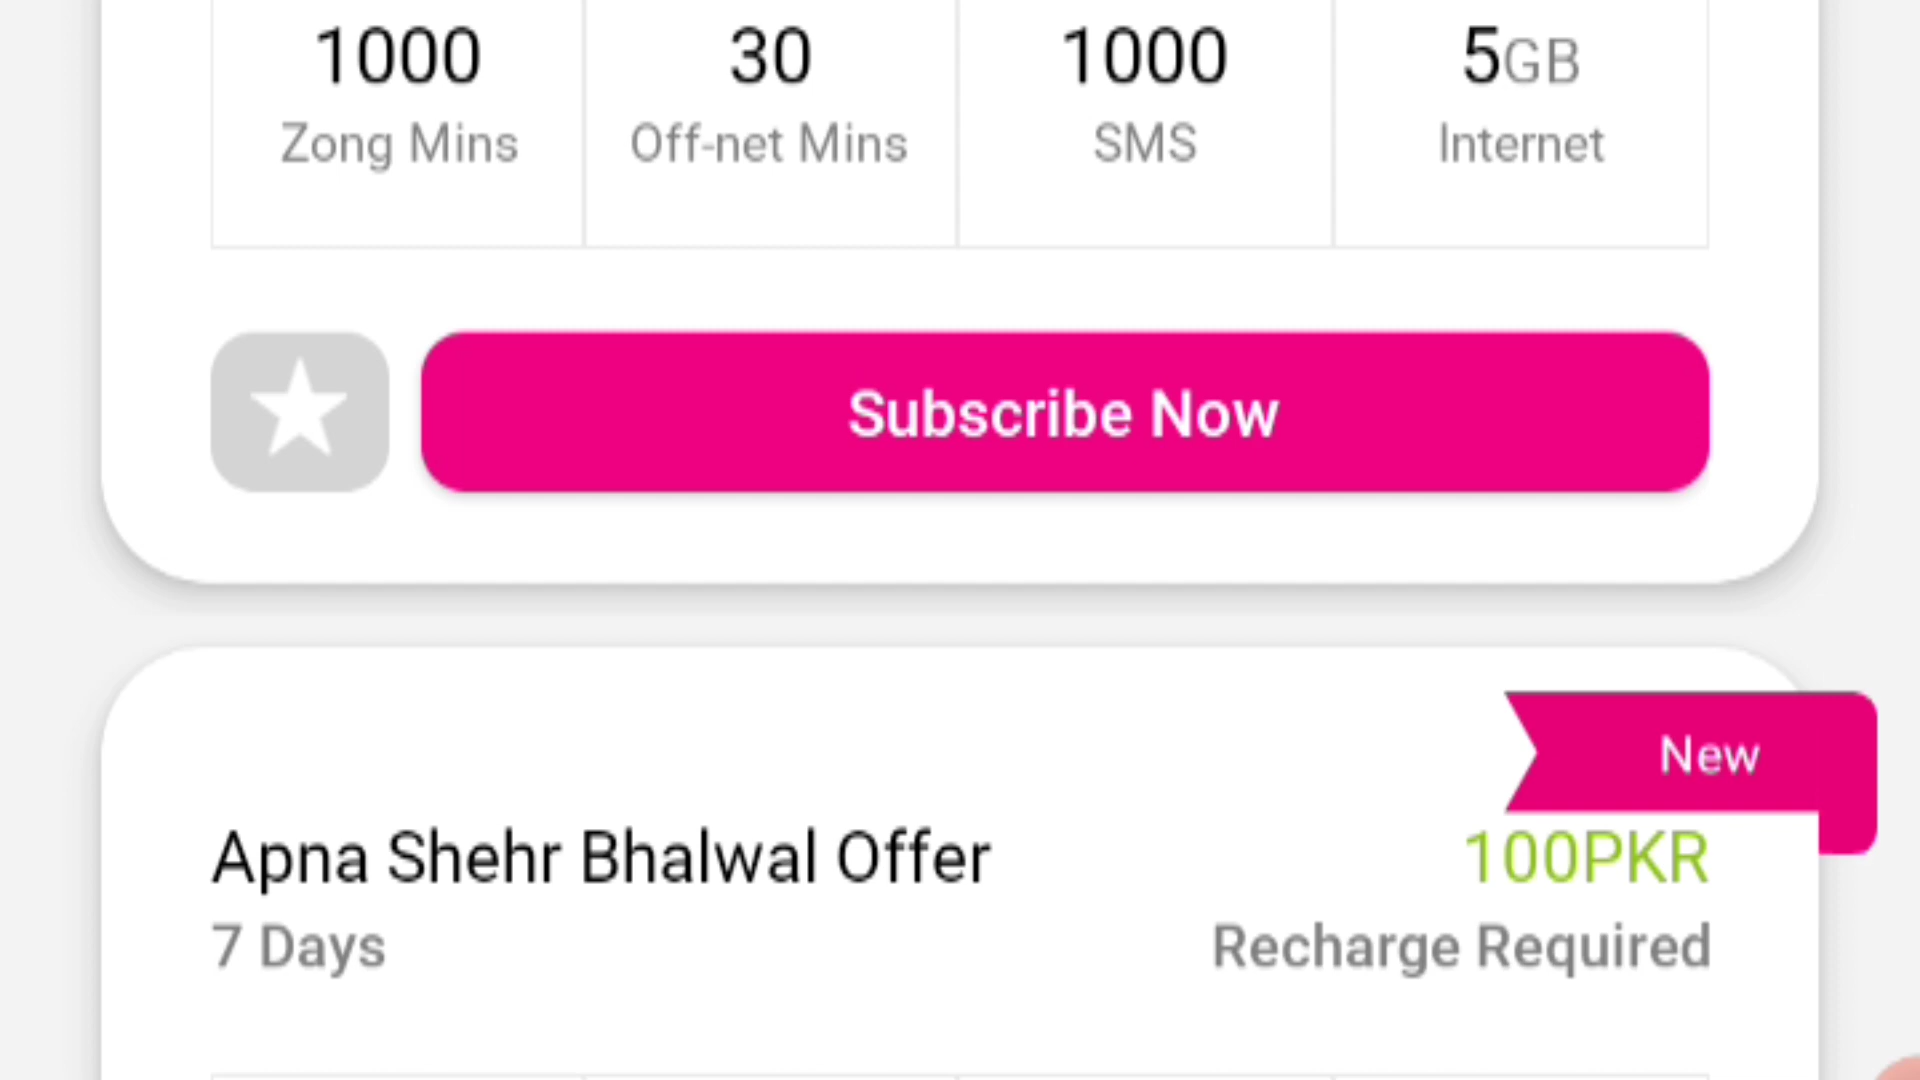 1000 30 1000 5GB
Zong Mins Off-net Mins SMS Internet
Subscribe Now
New
Apna Shehr Bhalwal Offer 100PKR
7 Days Recharge Required